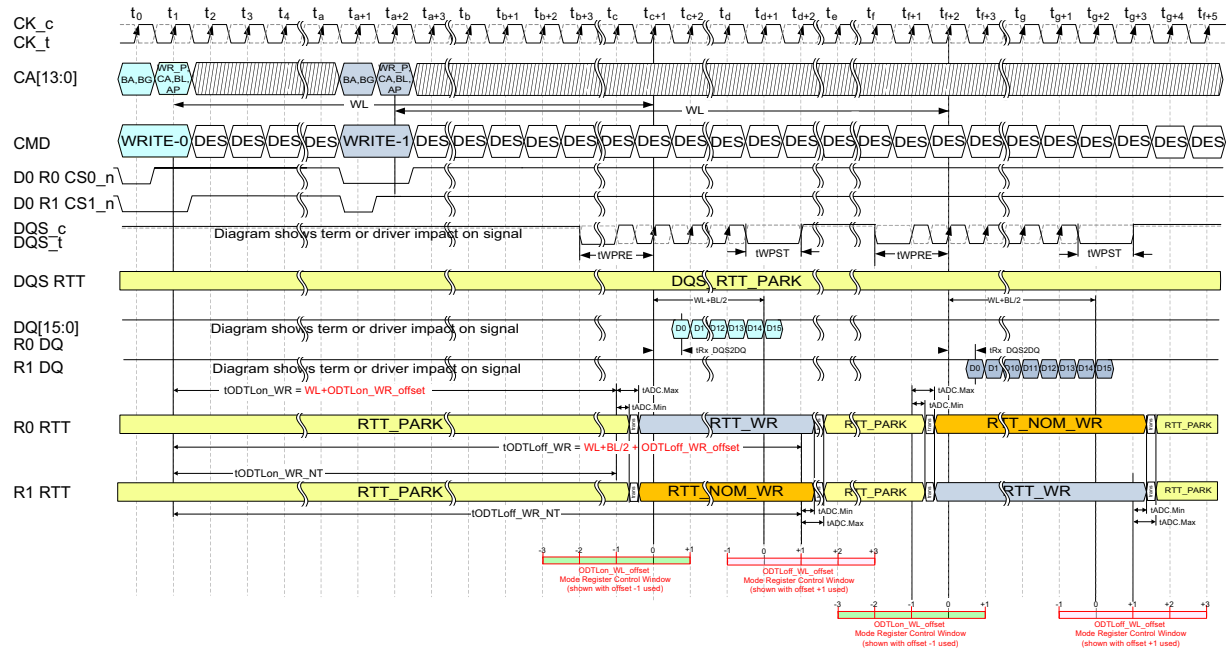 t0 t1 t2 t3 t4 ta ta+1 ta+2 ta+3 tb tb+1 tb+2 tb+3 tc tc+1 tc+2 td td+1 td+2 te tf tf+1 tf+2 tf+3 tg tg+1 tg+2 tg+3 tg+4 tf+5
CK_c
CK_t
CA[13:0]
BA,BG
WR_P
CA,BL,
AP
BA,BG
WR_P
CA,BL,
AP
WL
WL
CMD
WRITE-0 DES DES DES DES WRITE-1 DES DES DES DES DES DES DES DES DES DES DES DES DES DES DES DES DES DES DES DES DES DES
D0 R0 CS0_n
D0 R1 CS1_n
DQS_c
DQS_t
Diagram shows term or driver impact on signal
tWPRE
tWPST
tWPRE
tWPST
DQS RTT
DQS_RTT_PARK
WL+BL/2
WL+BL/2
DQ[15:0]
R0 DQ
Diagram shows term or driver impact on signal
D0 D1 D12 D13 D14 D15
tRx_DQS2DQ
tRx_DQS2DQ
R1 DQ
Diagram shows term or driver impact on signal
D0 D1 D10 D11 D12 D13 D14 D15
tODTLon_WR = WL+ODTLon_WR_offset
tADC.Max
tADC.Min
tADC.Max
tADC.Min
R0 RTT
RTT_PARK
trans
RTT_WR
trans
RTT_PARK
trans
RTT_NOM_WR
trans
RTT_PARK
tODTLoff_WR = WL+BL/2 + ODTLoff_WR_offset
tODTLon_WR_NT
R1 RTT
RTT_PARK
trans
RTT_NOM_WR
trans
RTT_PARK
trans
RTT_WR
trans
RTT_PARK
tODTLoff_WR_NT
tADC.Min
tADC.Max
tADC.Min
tADC.Max
-3 -2 -1 0 +1
ODTLon_WL_offset
Mode Register Control Window
(shown with offset -1 used)
-1 0 +1 +2 +3
ODTLoff_WL_offset
Mode Register Control Window
(shown with offset +1 used)
-3 -2 -1 0 +1
ODTLon_WL_offset
Mode Register Control Window
(shown with offset -1 used)
-1 0 +1 +2 +3
ODTLoff_WL_offset
Mode Register Control Window
(shown with offset +1 used)